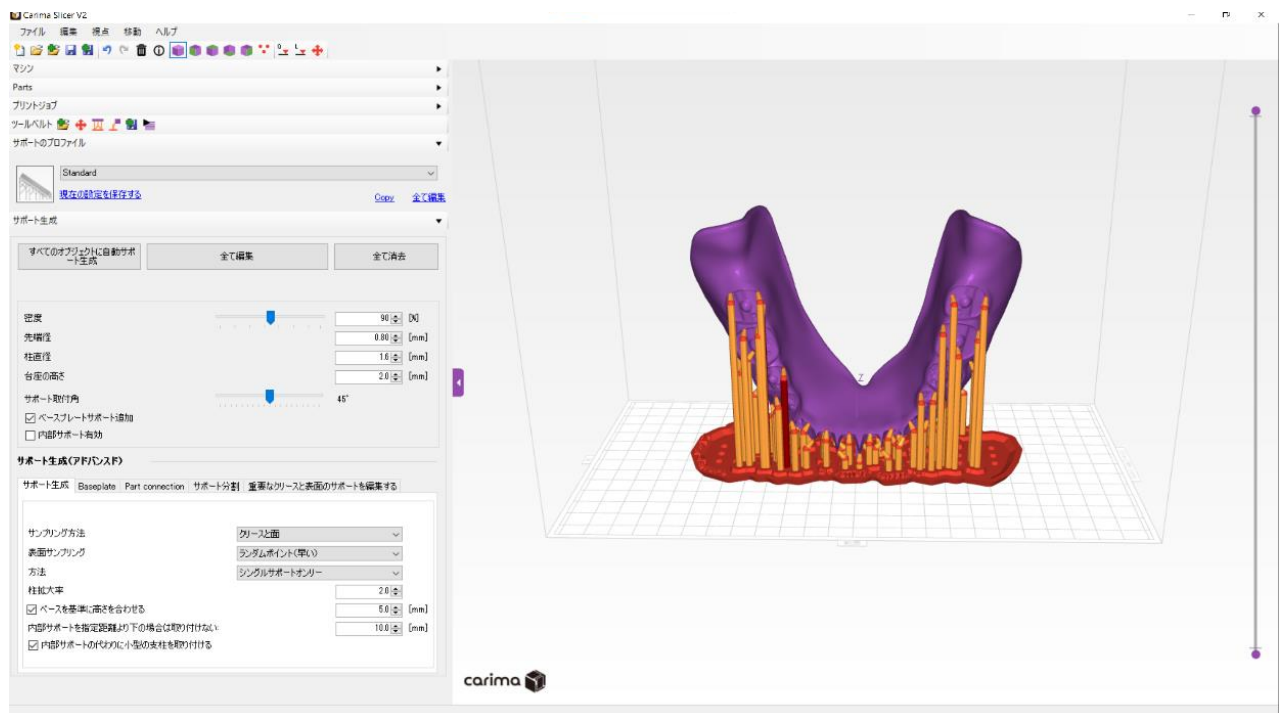 Carima Slicer V2
ファイル 編集 視点 移動 ヘルプ
マシン
Parts
プリントジョブ
ツールベルト
サポートのプロファイル
Standard
現在の設定を保存する Copy 全て編集
サポート生成
すべてのオブジェクトに自動サポート生成 全て編集 全て消去
密度 90 [%]
先端径 0.80 [mm]
柱直径 1.6 [mm]
台座の高さ 2.0 [mm]
サポート取付角 45°
ベースプレートサポート追加
内部サポート有効
サポート生成(アドバンスド)
サポート生成 Baseplate Part connection サポート分割 重要なクリースと表面のサポートを編集する
サンプリング方法 クリースと面
表面サンプリング ランダムポイント(早い)
方法 シングルサポートオンリー
柱拡大率 2.0
ベースを基準に高さを合わせる 5.0 [mm]
内部サポートを指定距離より下の場合は取り付けない: 10.0 [mm]
内部サポートの代わりに小型の支柱を取り付ける
Z
carima